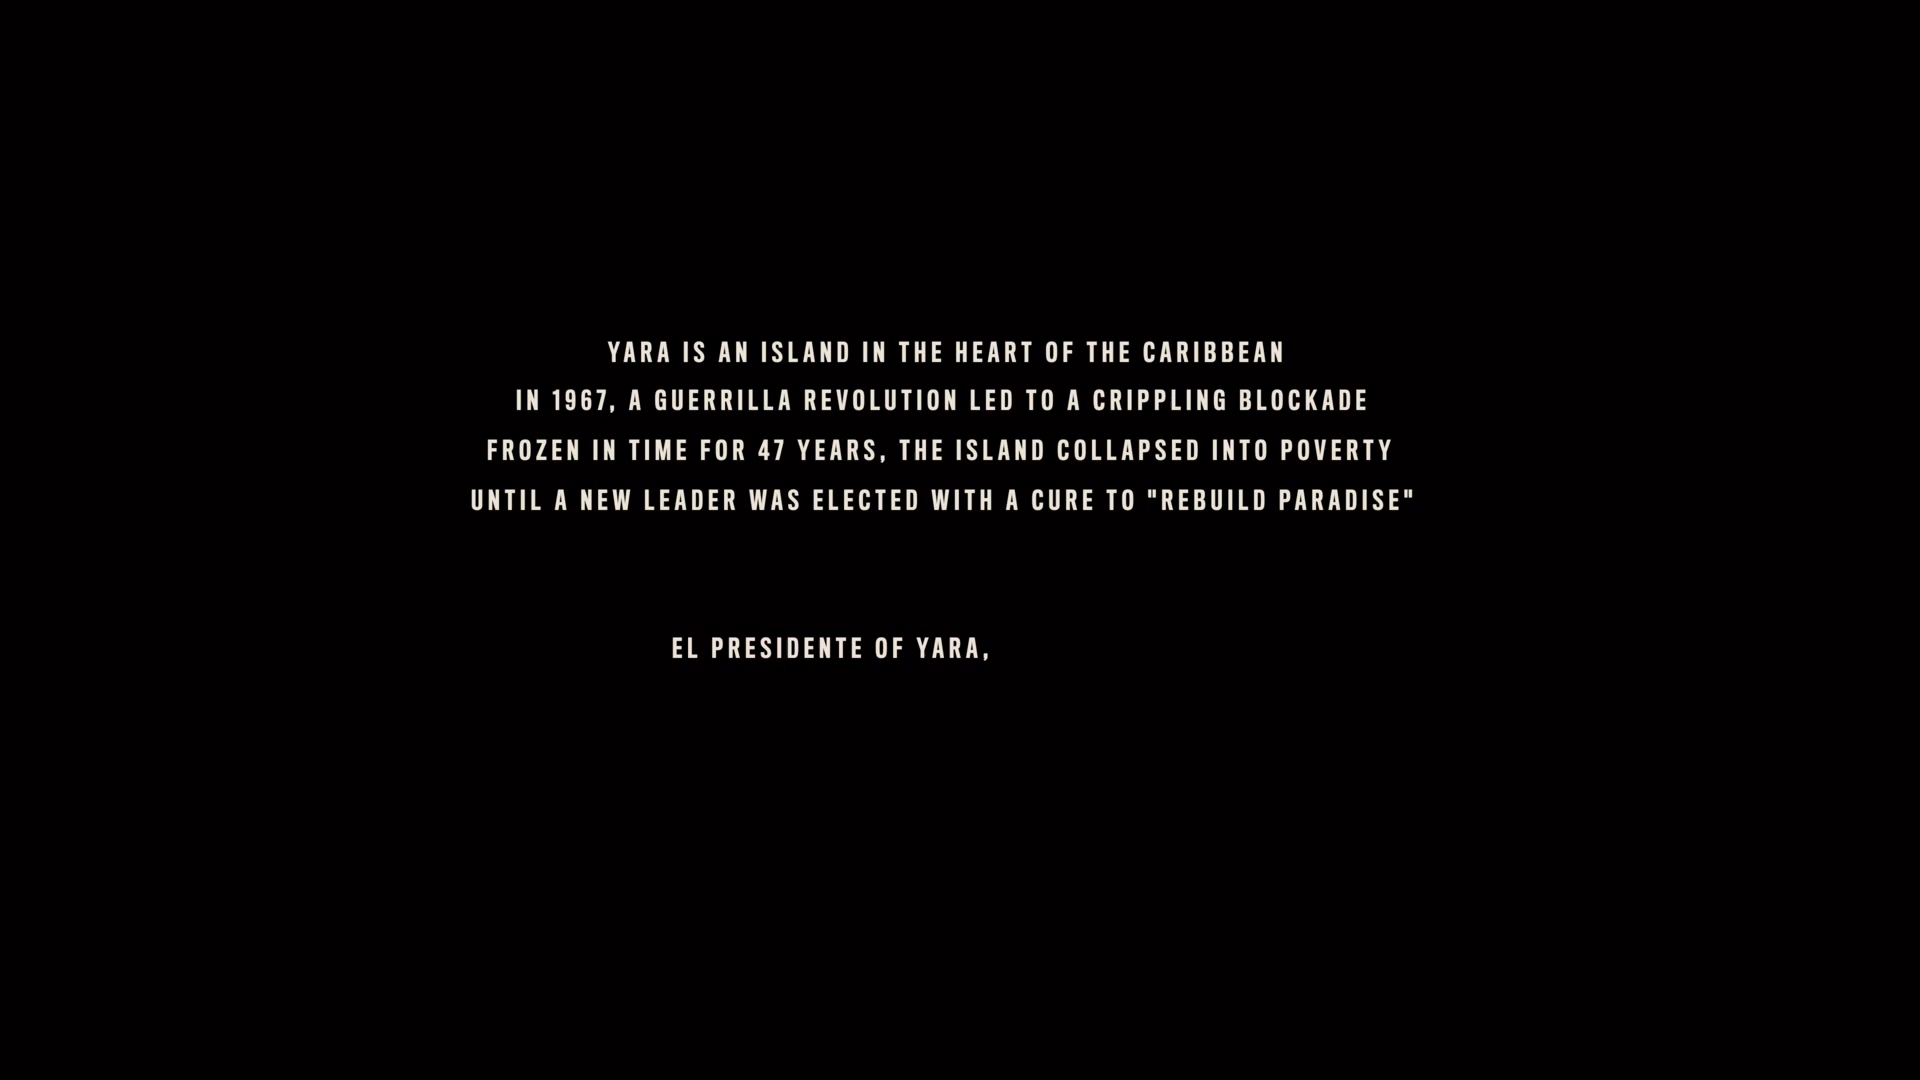 YARA IS AN ISLAND IN THE HEART OF THE CARIBBEAN
IN 1967, A GUERRILLA REVOLUTION LED TO A CRIPPLING BLOCKADE
FROZEN IN TIME FOR 47 YEARS, THE ISLAND COLLAPSED INTO POVERTY
UNTIL A NEW LEADER WAS ELECTED WITH A CURE TO "REBUILD PARADISE"
EL PRESIDENTE OF YARA,